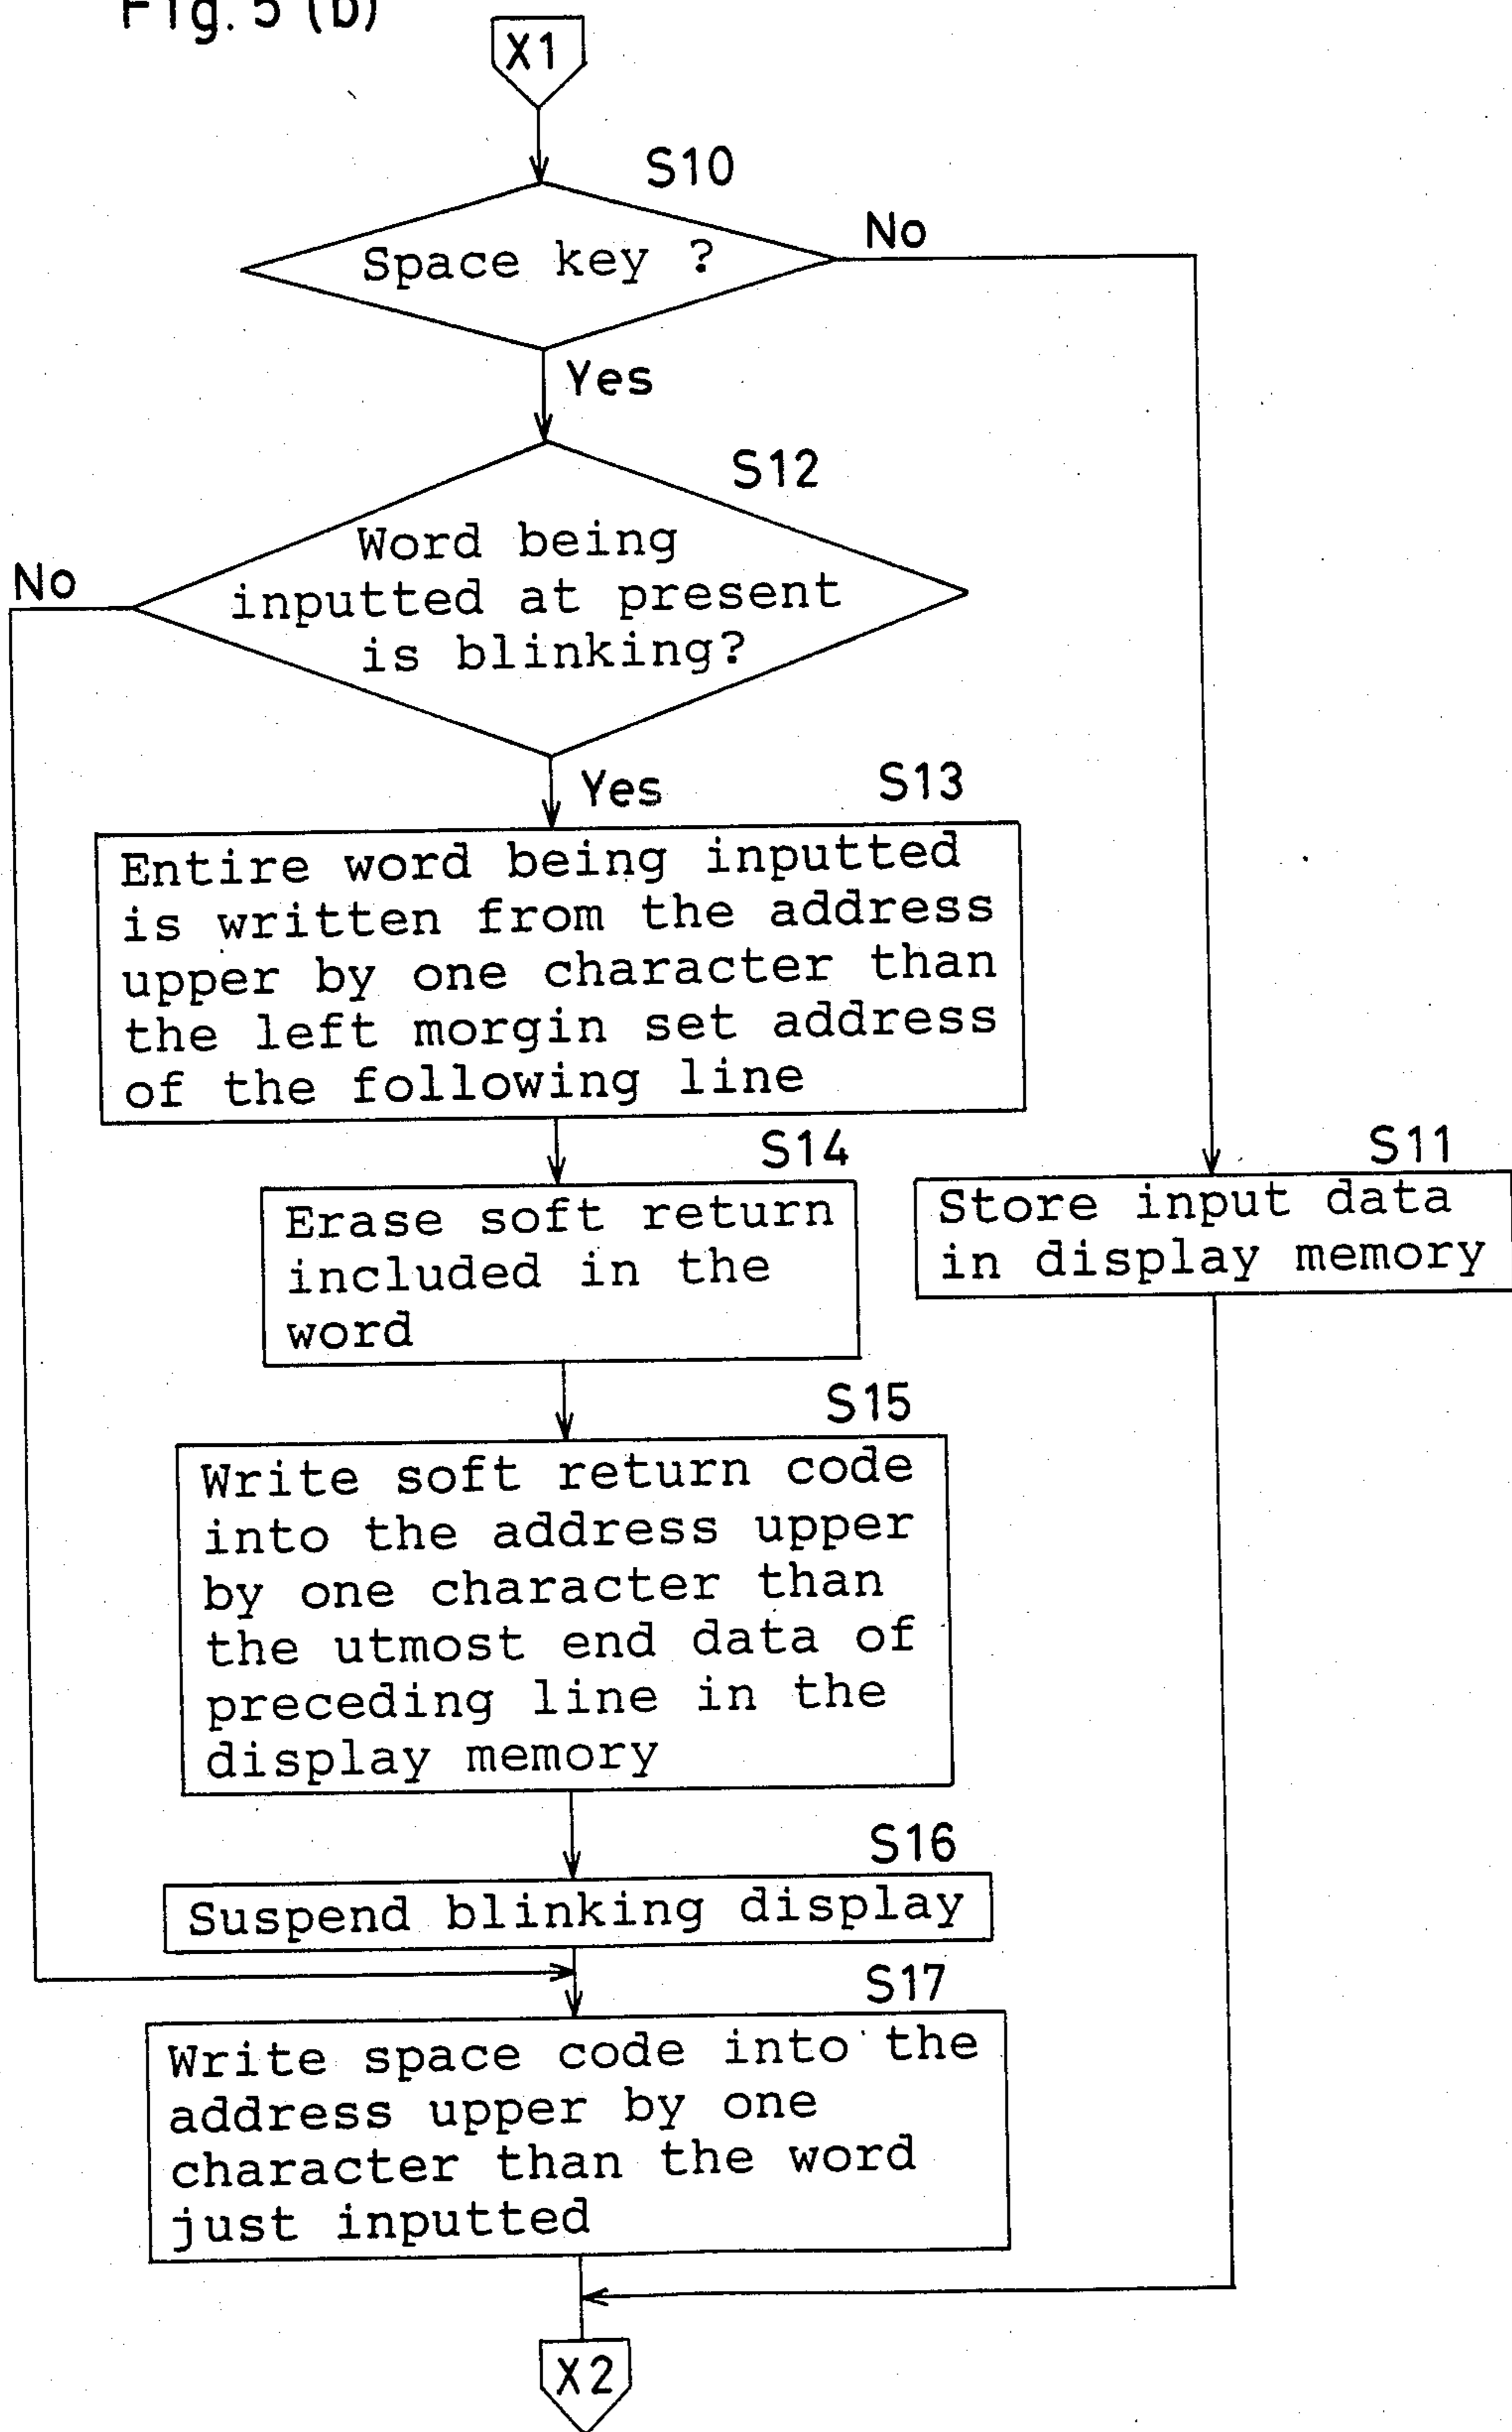 Fig. 5 (b)
X1
S10
Space key ?
No
Yes
S12
Word being
inputted at present
is blinking?
No
Yes
S13
Entire word being inputted
is written from the address
upper by one character than
the left morgin set address
of the following line
S14
Erase soft return
included in the
word
S11
Store input data
in display memory
S15
Write soft return code
into the address upper
by one character than
the utmost end data of
preceding line in the
display memory
S16
Suspend blinking display
S17
Write space code into the
address upper by one
character than the word
just inputted
X2